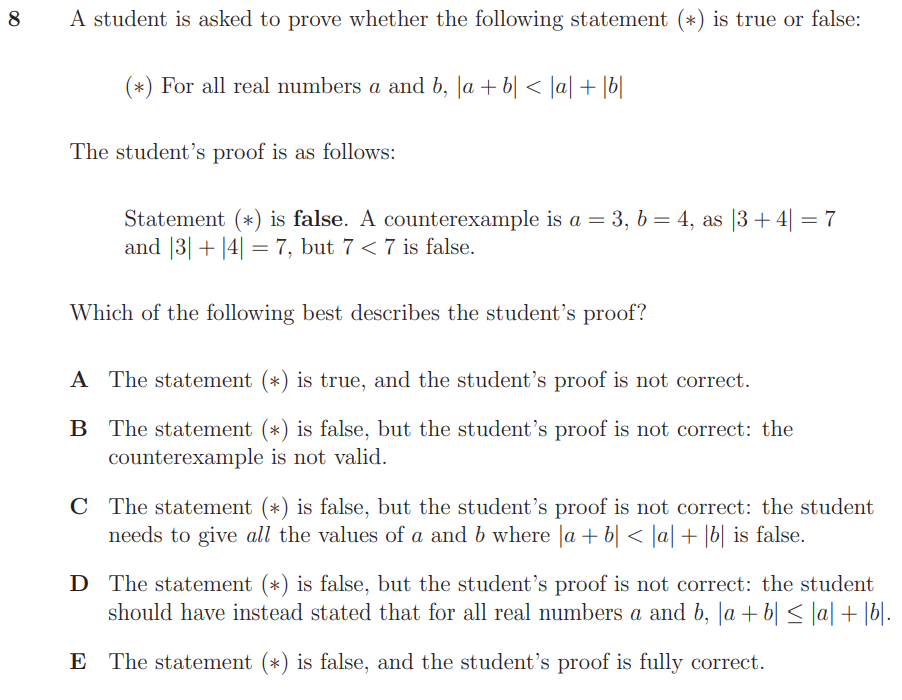 8 A student is asked to prove whether the following statement (∗) is true or false:
(∗) For all real numbers a and b, |a + b| < |a| + |b|
The student's proof is as follows:
Statement (∗) is false. A counterexample is a = 3, b = 4, as |3 + 4| = 7
and |3| + |4| = 7, but 7 < 7 is false.
Which of the following best describes the student's proof?
A The statement (∗) is true, and the student's proof is not correct.
B The statement (∗) is false, but the student's proof is not correct: the
counterexample is not valid.
C The statement (∗) is false, but the student's proof is not correct: the student
needs to give all the values of a and b where |a + b| < |a| + |b| is false.
D The statement (∗) is false, but the student's proof is not correct: the student
should have instead stated that for all real numbers a and b, |a + b| ≤ |a| + |b|.
E The statement (∗) is false, and the student's proof is fully correct.